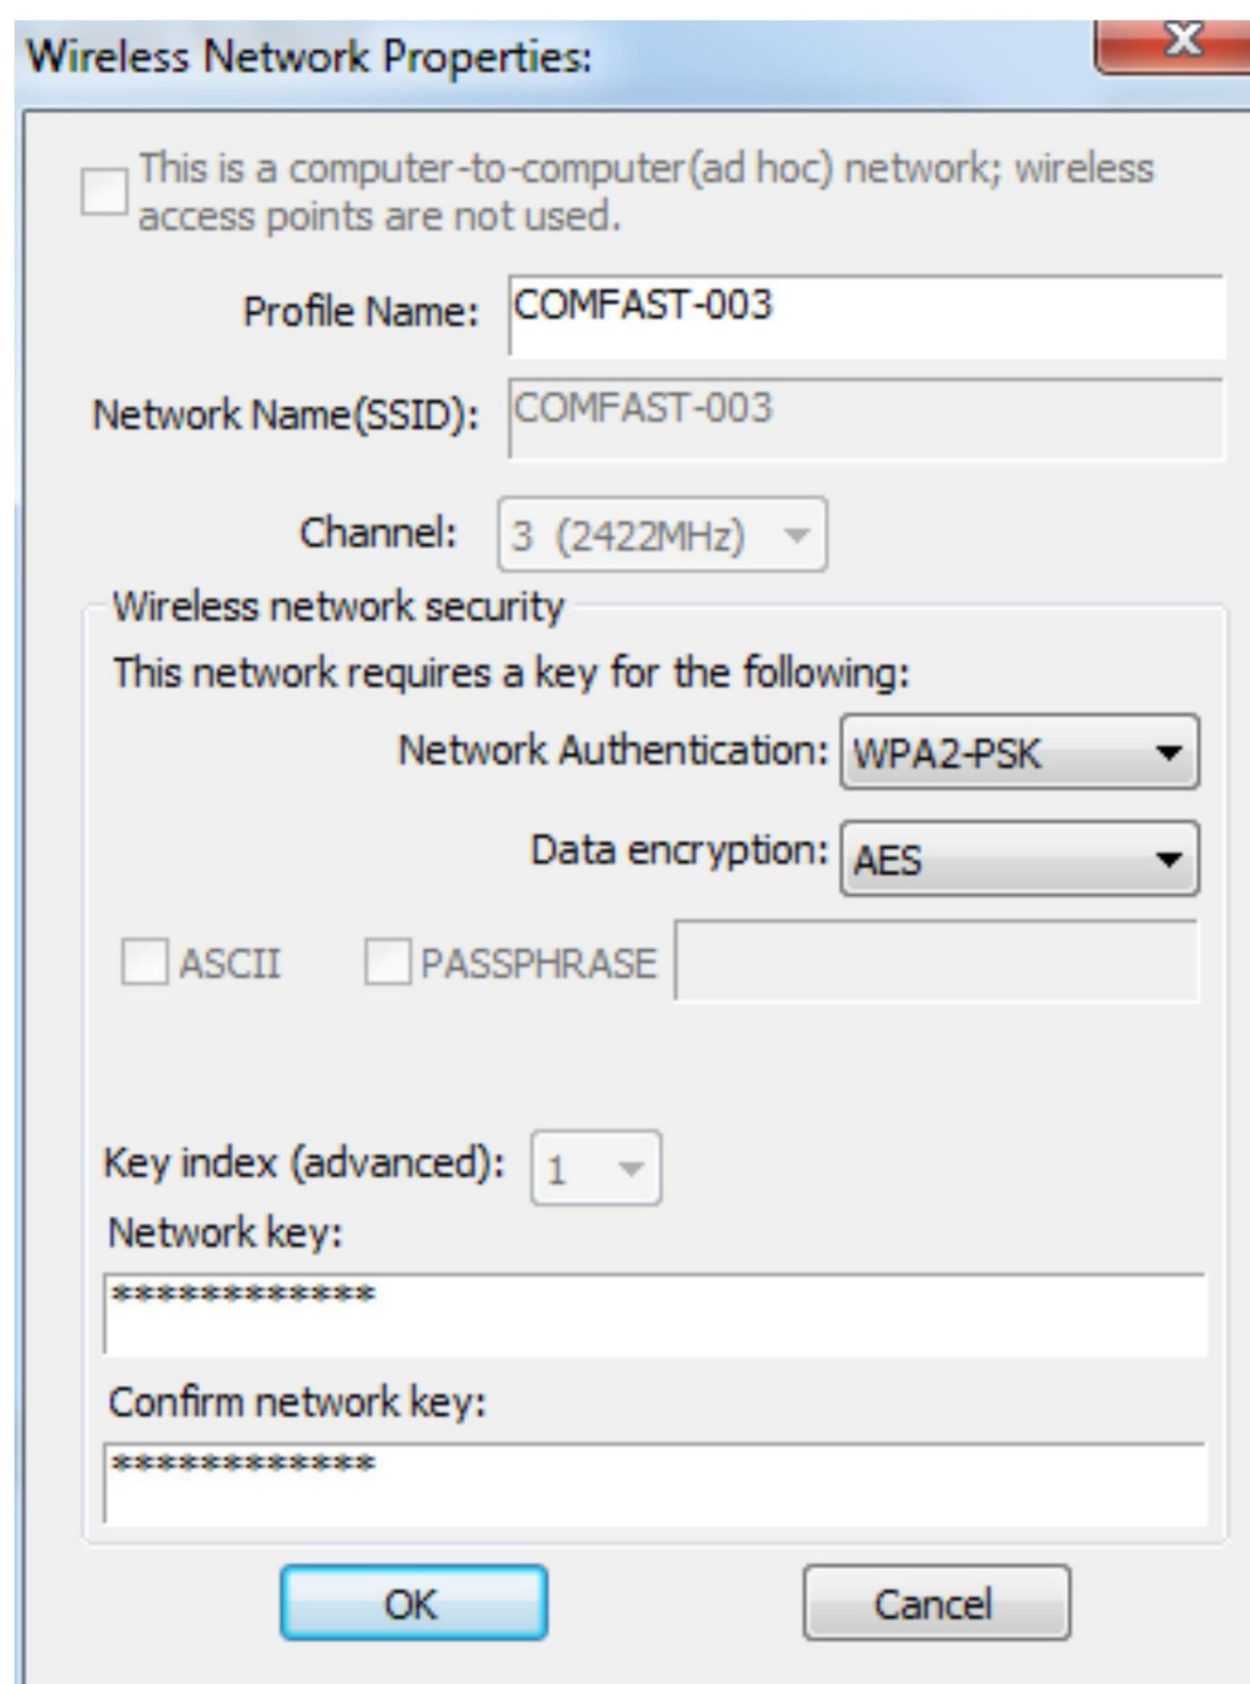 Wireless Network Properties:
This is a computer-to-computer(ad hoc) network; wireless
access points are not used.
Profile Name: COMFAST-003
Network Name(SSID): COMFAST-003
Channel: 3 (2422MHz)
Wireless network security
This network requires a key for the following:
Network Authentication: WPA2-PSK
Data encryption: AES
ASCII PASSPHRASE
Key index (advanced): 1
Network key:
************
Confirm network key:
************
OK Cancel